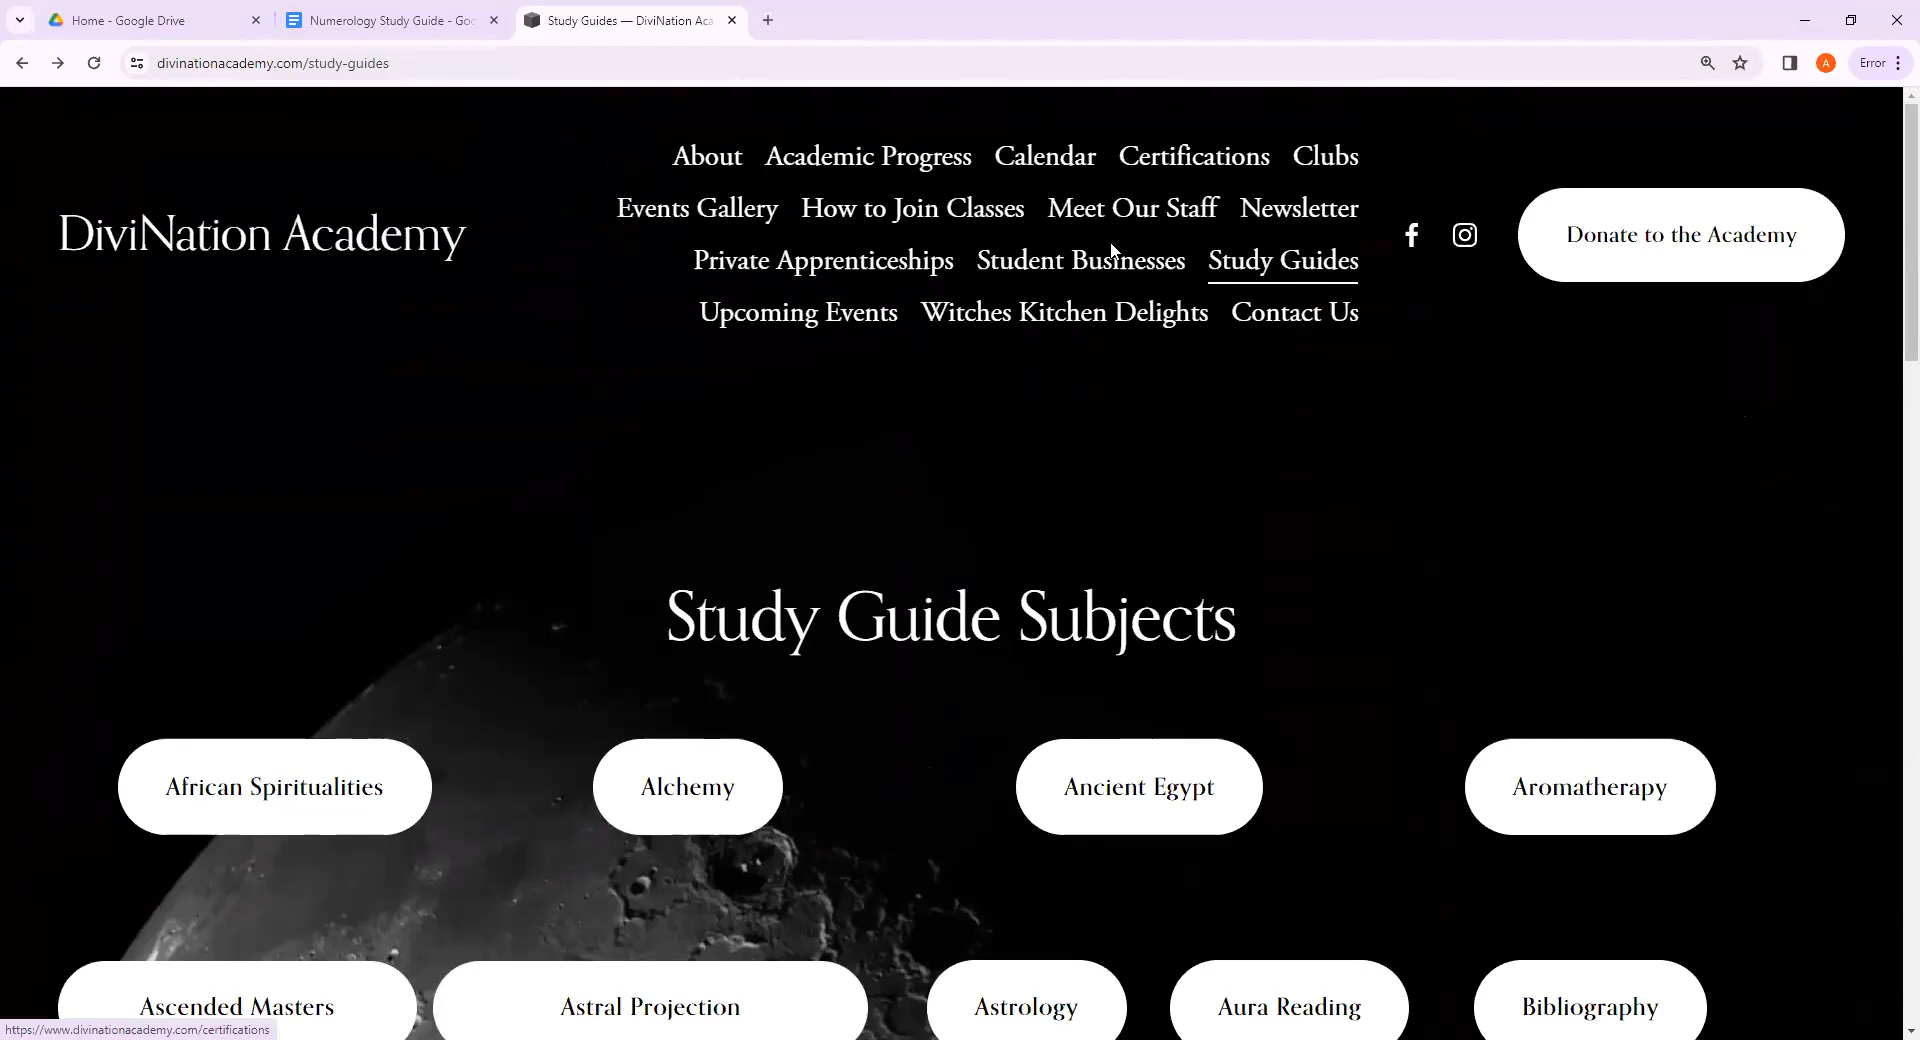 Home - Google Drive
Numerology Study Guide - Goo
Study Guides — DiviNation Aca
divinationacademy.com/study-guides
A
Error
DiviNation Academy
About Academic Progress Calendar Certifications Clubs
Events Gallery How to Join Classes Meet Our Staff Newsletter
Private Apprenticeships Student Businesses Study Guides
Upcoming Events Witches Kitchen Delights Contact Us
Donate to the Academy
Study Guide Subjects
African Spiritualities
Alchemy
Ancient Egypt
Aromatherapy
Ascended Masters
Astral Projection
Astrology
Aura Reading
Bibliography
https://www.divinationacademy.com/certifications